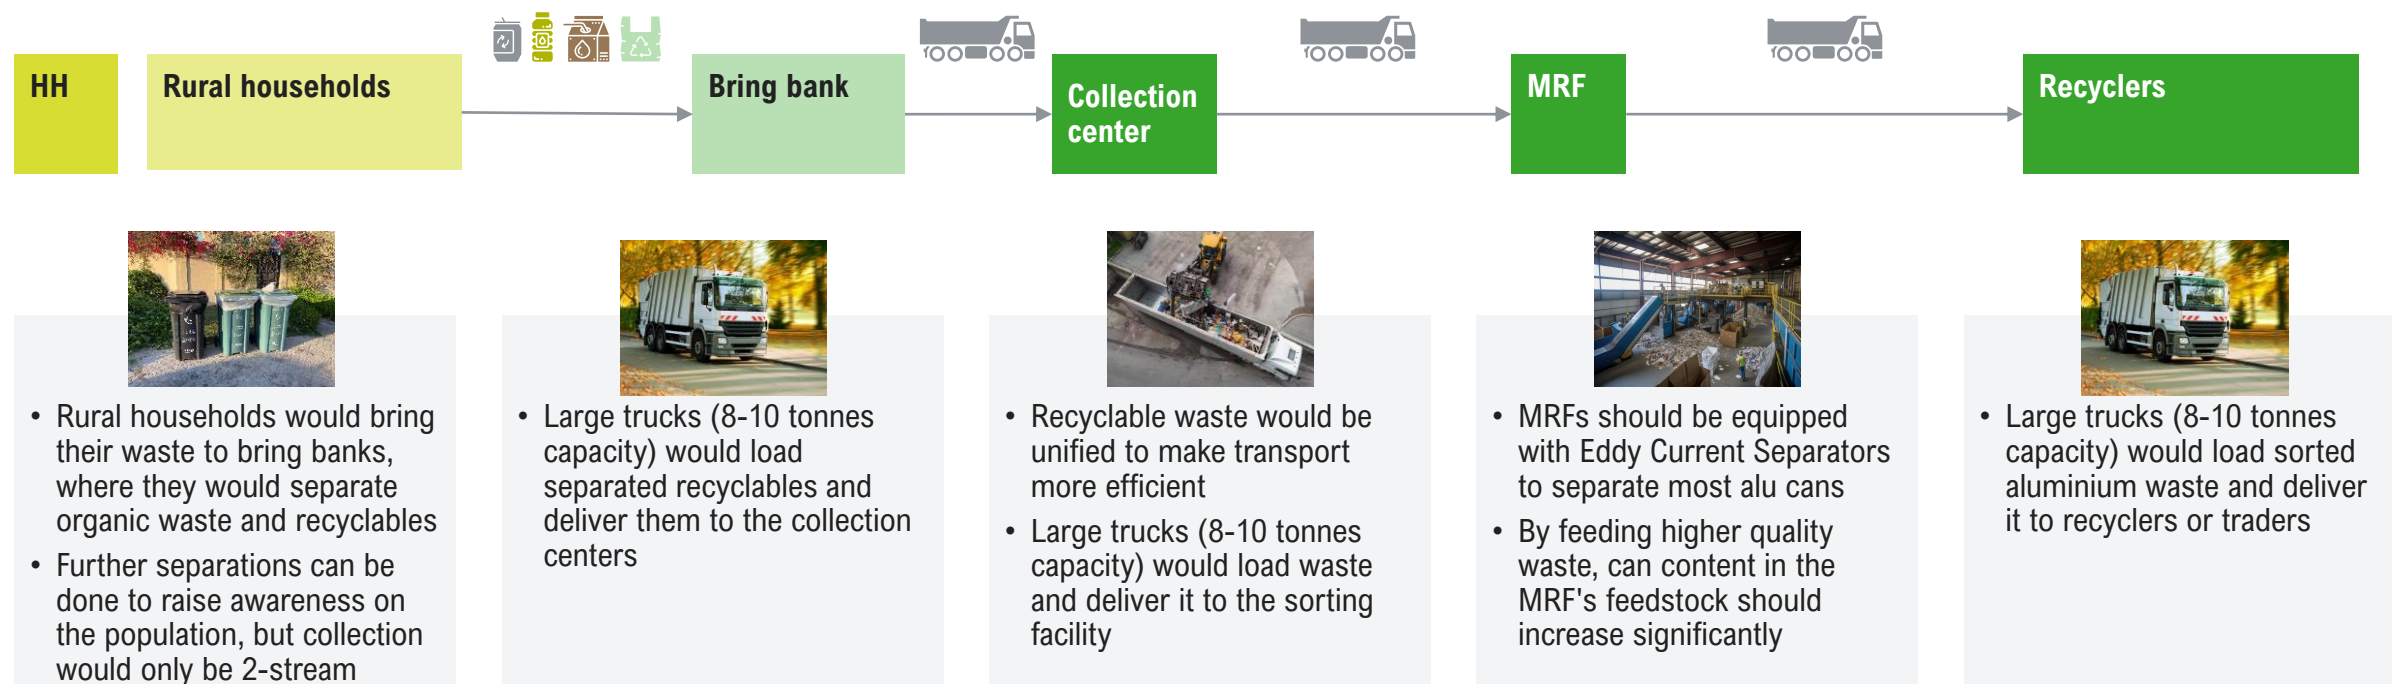 HH
Rural households
Bring bank
Collection
center
MRF
Recyclers
• Rural households would bring
their waste to bring banks,
where they would separate
organic waste and recyclables
• Further separations can be
done to raise awareness on
the population, but collection
would only be 2-stream
• Large trucks (8-10 tonnes
capacity) would load
separated recyclables and
deliver them to the collection
centers
• Recyclable waste would be
unified to make transport
more efficient
• Large trucks (8-10 tonnes
capacity) would load waste
and deliver it to the sorting
facility
• MRFs should be equipped
with Eddy Current Separators
to separate most alu cans
• By feeding higher quality
waste, can content in the
MRF's feedstock should
increase significantly
• Large trucks (8-10 tonnes
capacity) would load sorted
aluminium waste and deliver
it to recyclers or traders